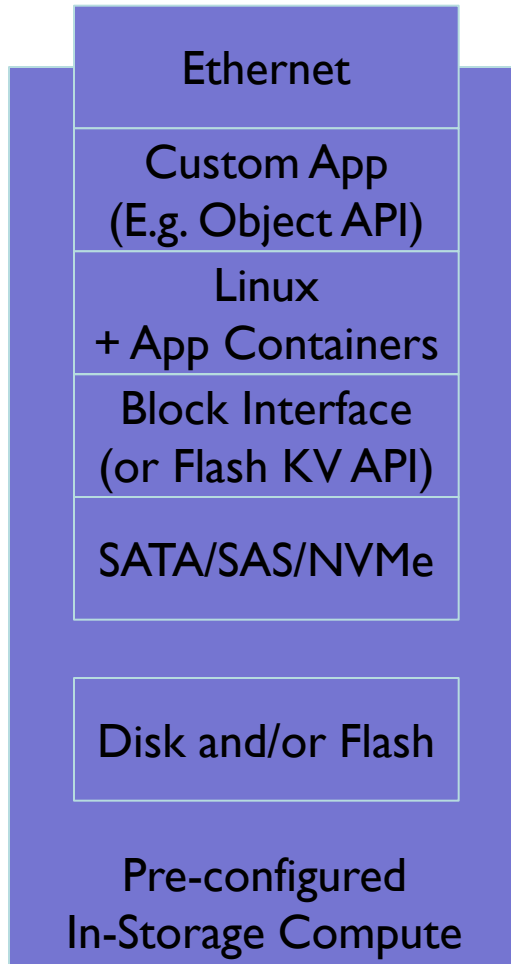 Ethernet
Custom App
(E.g. Object API)
Linux
+ App Containers
Block Interface
(or Flash KV API)
SATA/SAS/NVMe
Disk and/or Flash
Pre-configured
In-Storage Compute